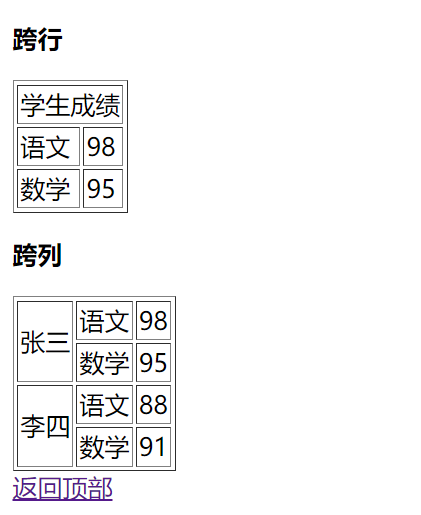 跨行
学生成绩
语文 98
数学 95
跨列
张三 语文 98
数学 95
李四 语文 88
数学 91
返回顶部